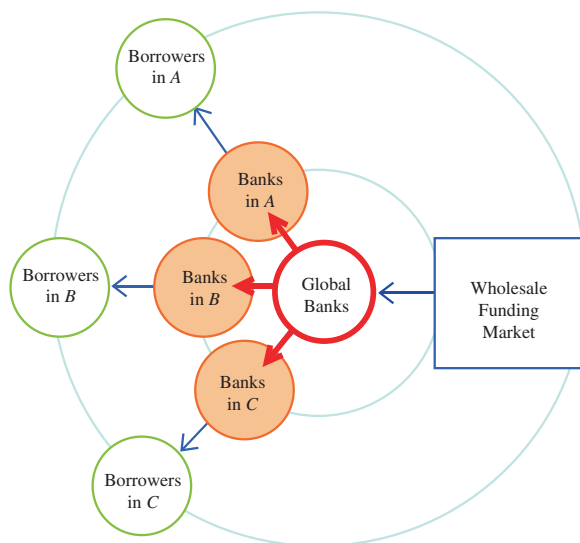 Borrowers
in A
Banks
in A
Borrowers
in B
Banks
in B
Global
Banks
Wholesale
Funding
Market
Banks
in C
Borrowers
in C